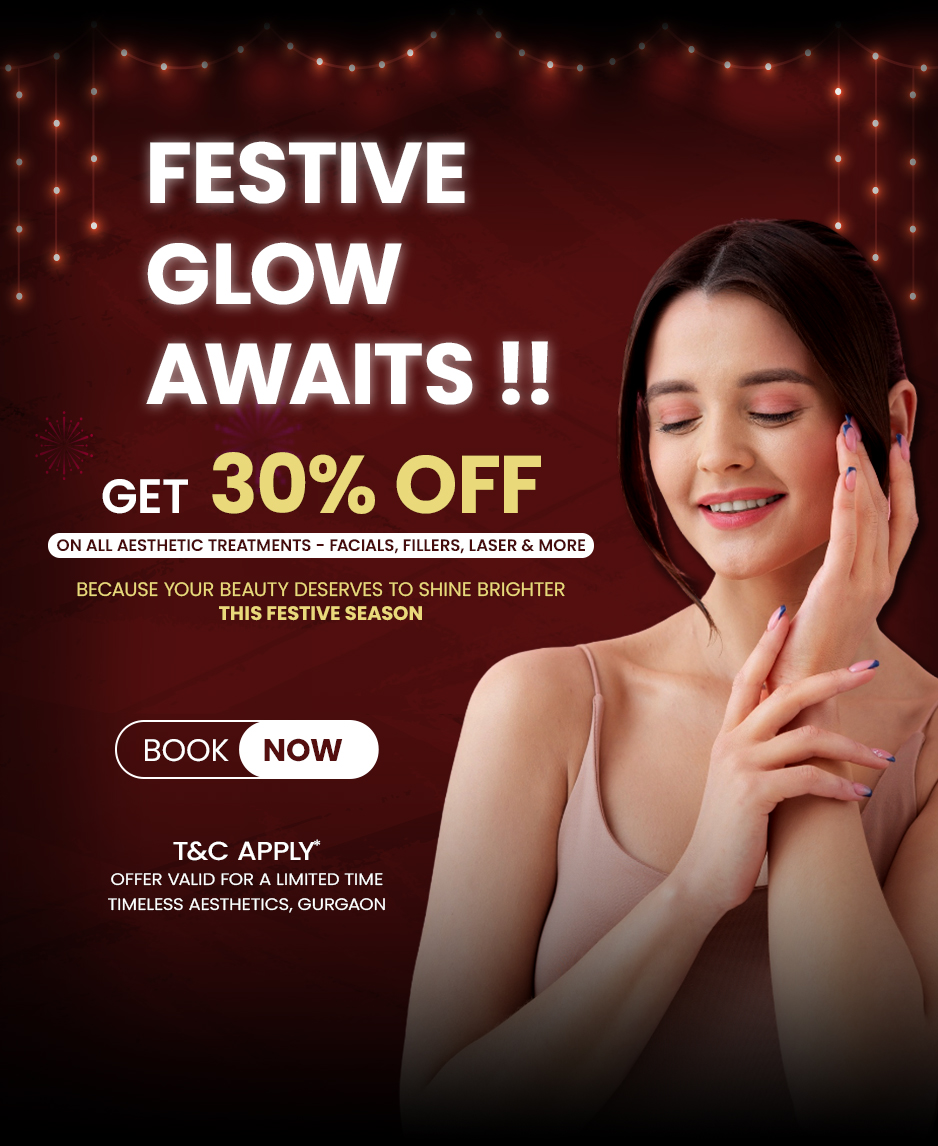 FESTIVE
GLOW
AWAITS !!
GET 30% OFF
ON ALL AESTHETIC TREATMENTS - FACIALS, FILLERS, LASER & MORE
BECAUSE YOUR BEAUTY DESERVES TO SHINE BRIGHTER
THIS FESTIVE SEASON
BOOK NOW
T&C APPLY*
OFFER VALID FOR A LIMITED TIME
TIMELESS AESTHETICS, GURGAON